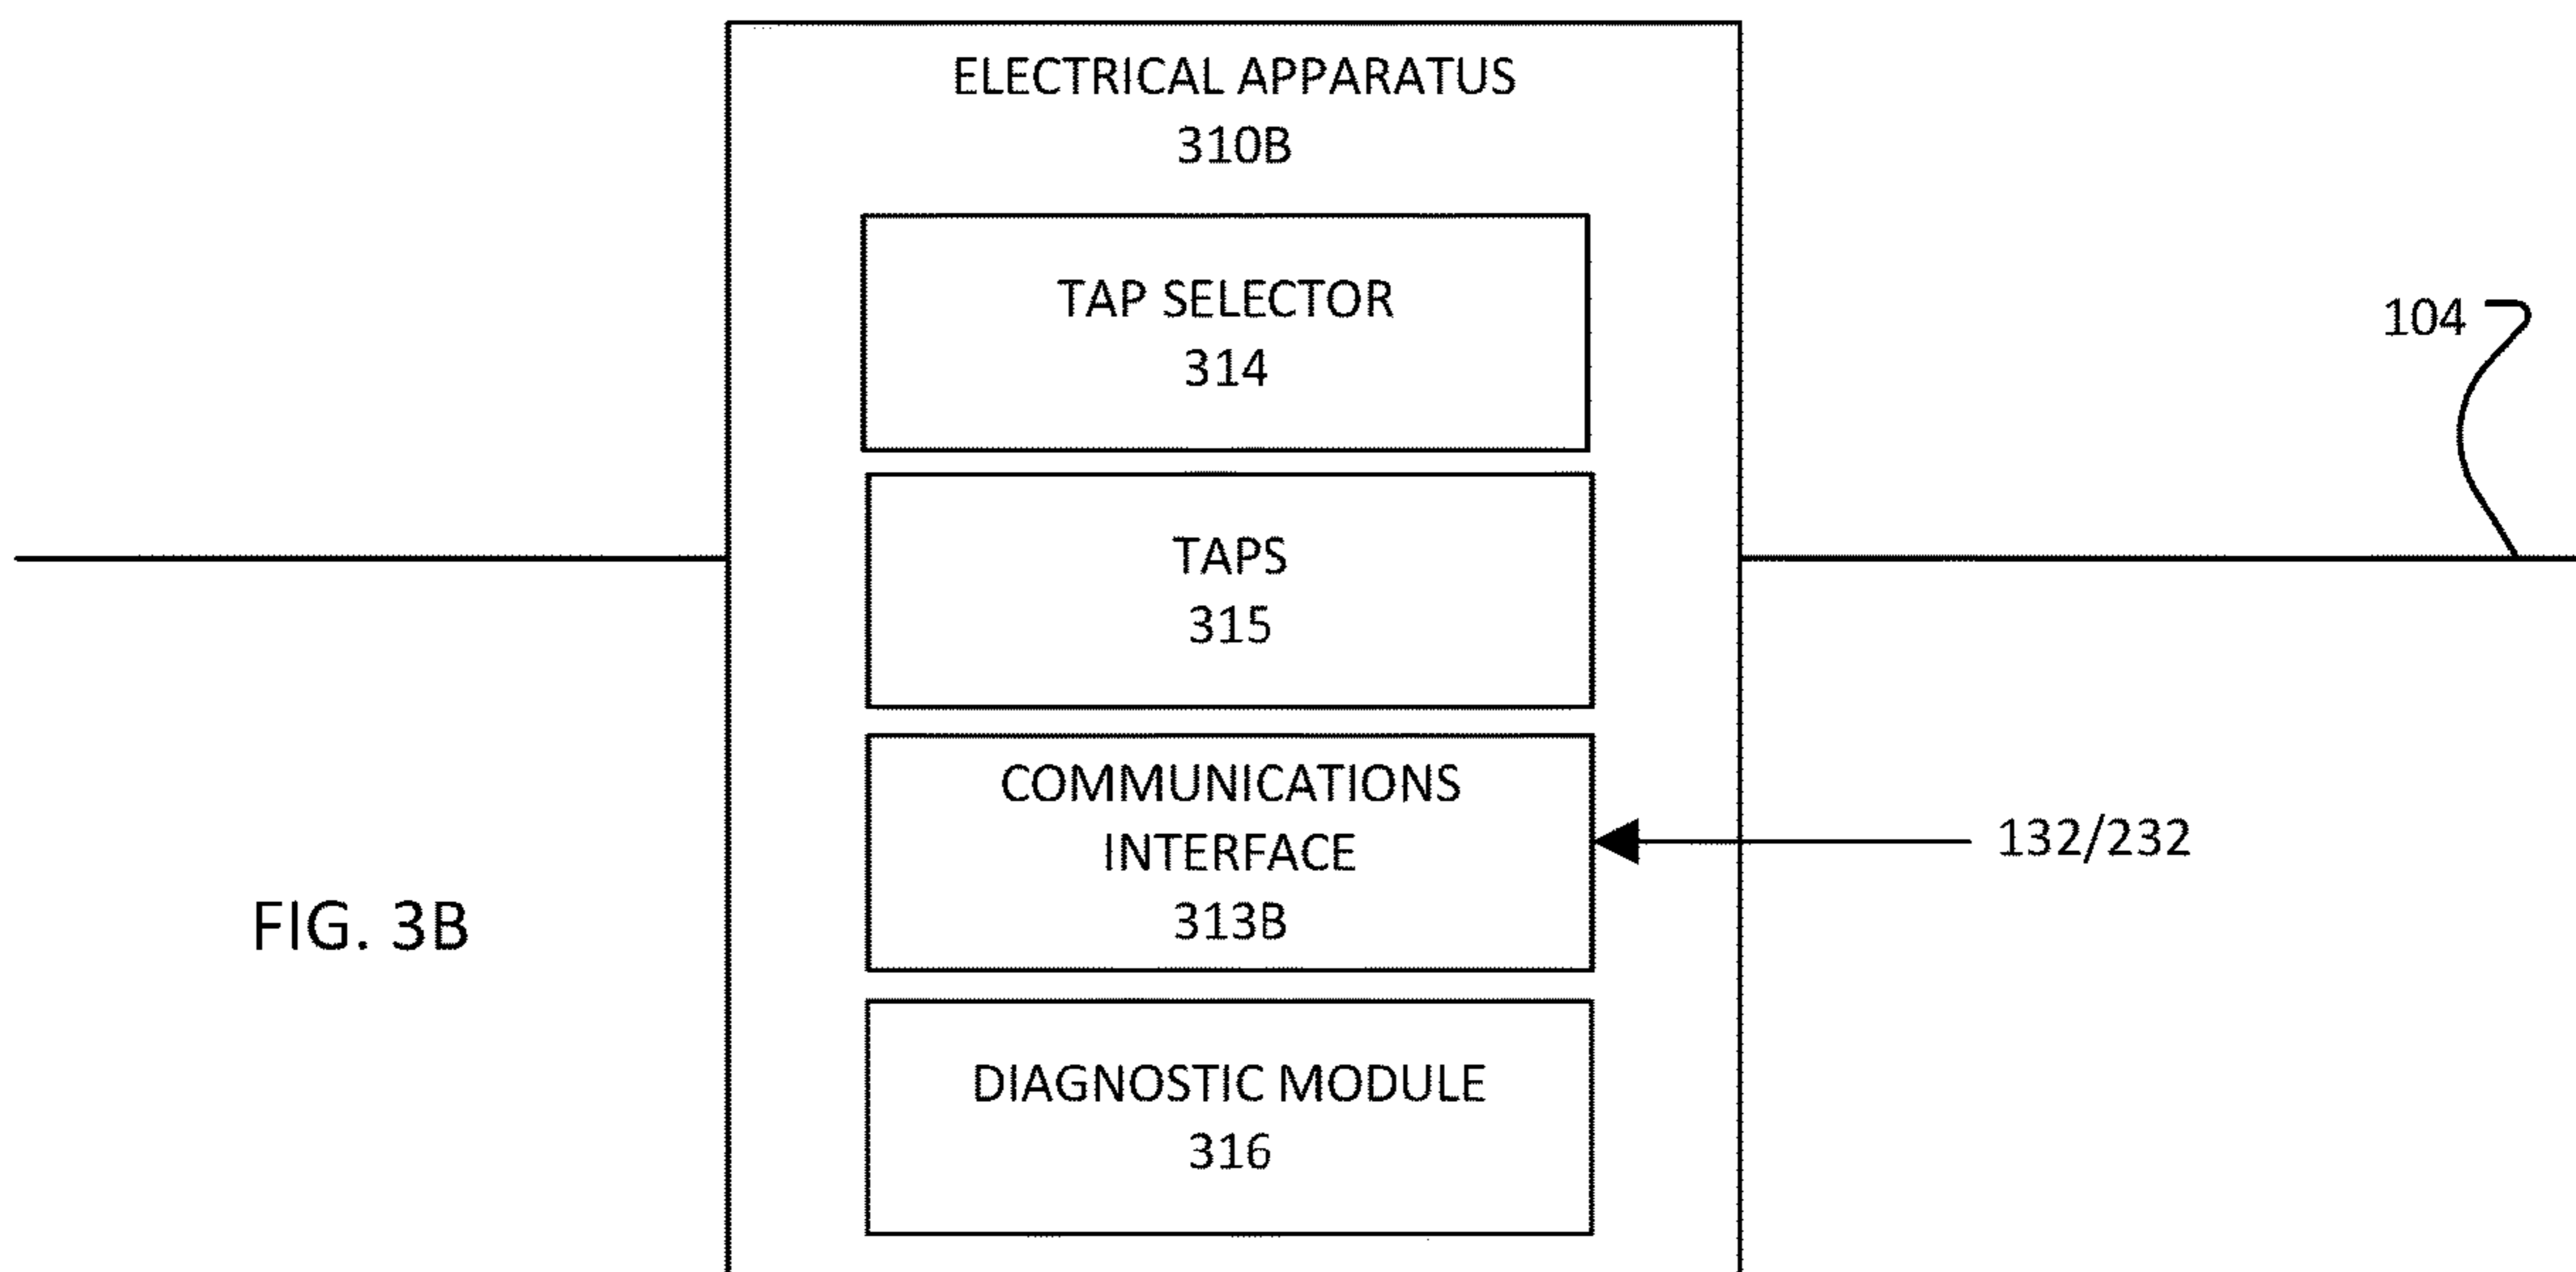 ELECTRICAL APPARATUS
310B
TAP SELECTOR
314
104
TAPS
315
COMMUNICATIONS
INTERFACE
313B
132/232
FIG. 3B
DIAGNOSTIC MODULE
316